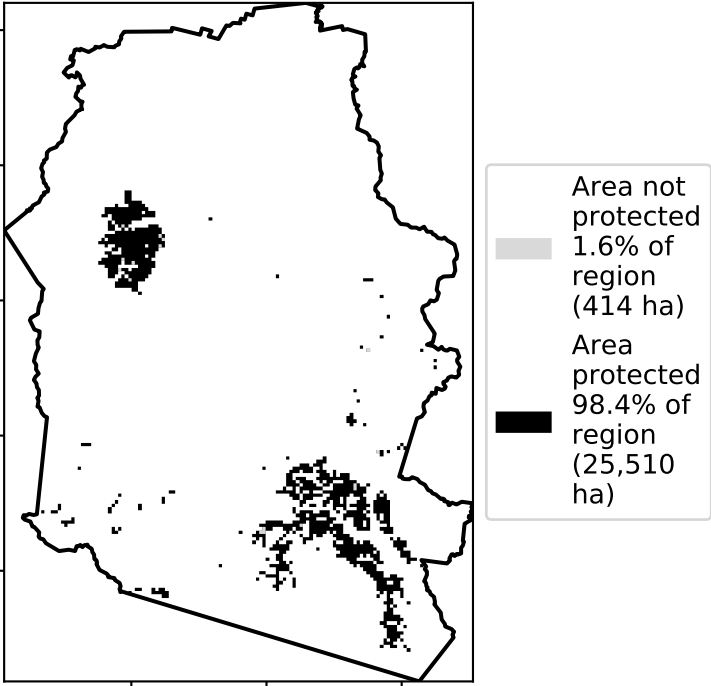 Area not
protected
1.6% of
region
(414 ha)
Area
protected
98.4% of
region
(25,510
ha)